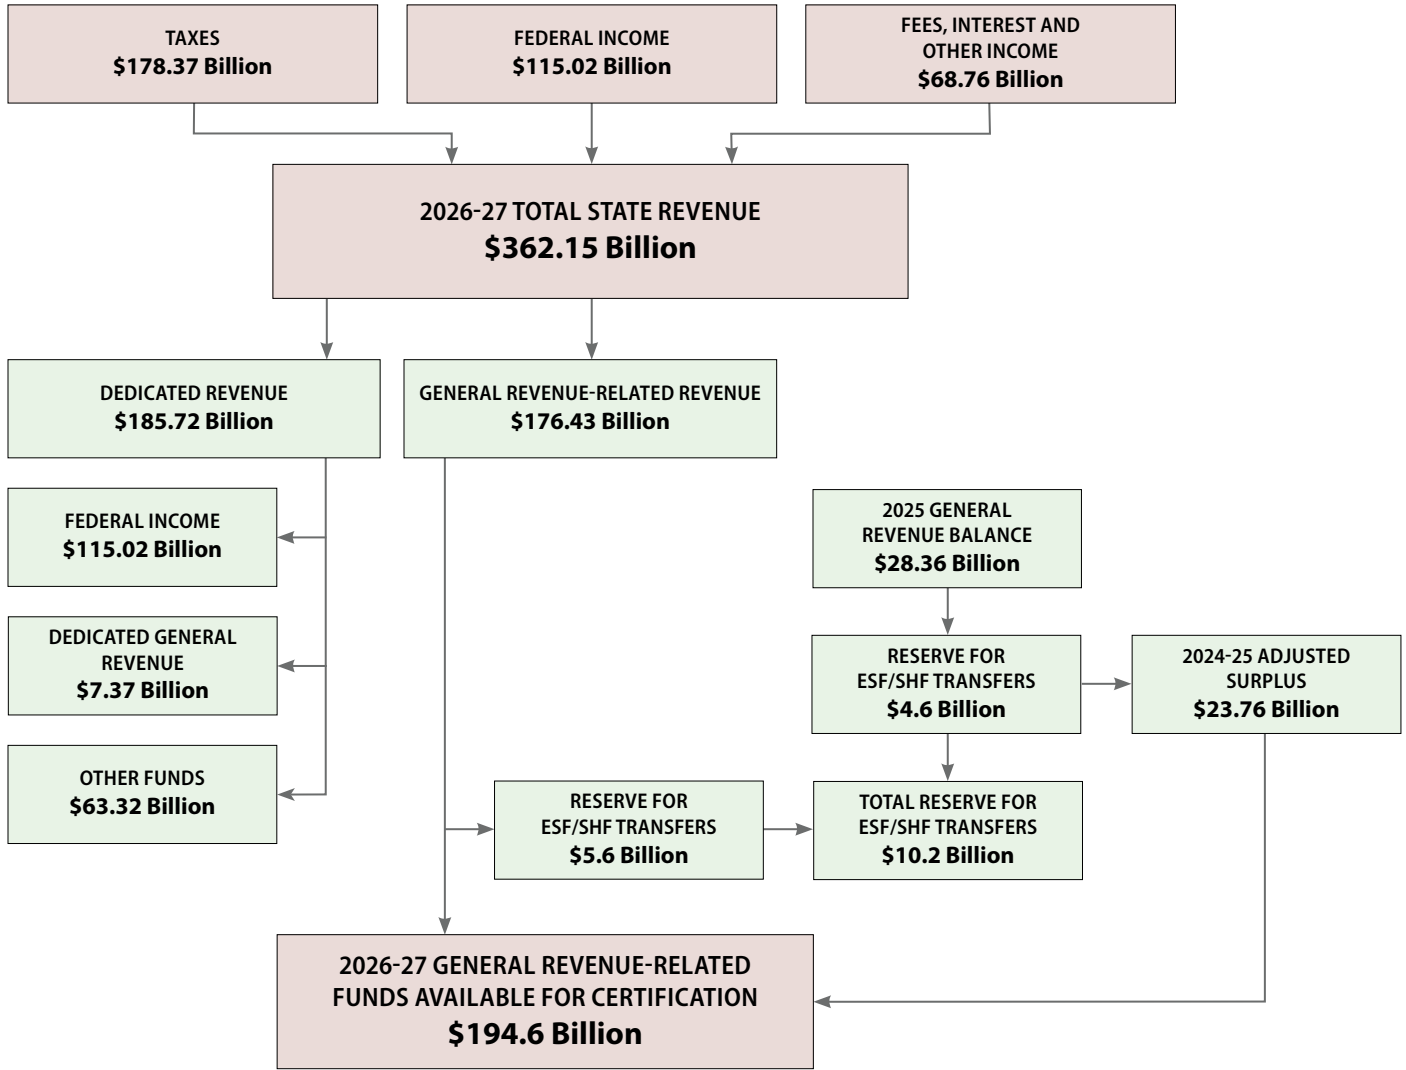 TAXES
$178.37 Billion
FEDERAL INCOME
$115.02 Billion
FEES, INTEREST AND
OTHER INCOME
$68.76 Billion
2026-27 TOTAL STATE REVENUE
$362.15 Billion
DEDICATED REVENUE
$185.72 Billion
GENERAL REVENUE-RELATED REVENUE
$176.43 Billion
FEDERAL INCOME
$115.02 Billion
2025 GENERAL
REVENUE BALANCE
$28.36 Billion
DEDICATED GENERAL
REVENUE
$7.37 Billion
RESERVE FOR
ESF/SHF TRANSFERS
$4.6 Billion
2024-25 ADJUSTED
SURPLUS
$23.76 Billion
OTHER FUNDS
$63.32 Billion
RESERVE FOR
ESF/SHF TRANSFERS
$5.6 Billion
TOTAL RESERVE FOR
ESF/SHF TRANSFERS
$10.2 Billion
2026-27 GENERAL REVENUE-RELATED
FUNDS AVAILABLE FOR CERTIFICATION
$194.6 Billion